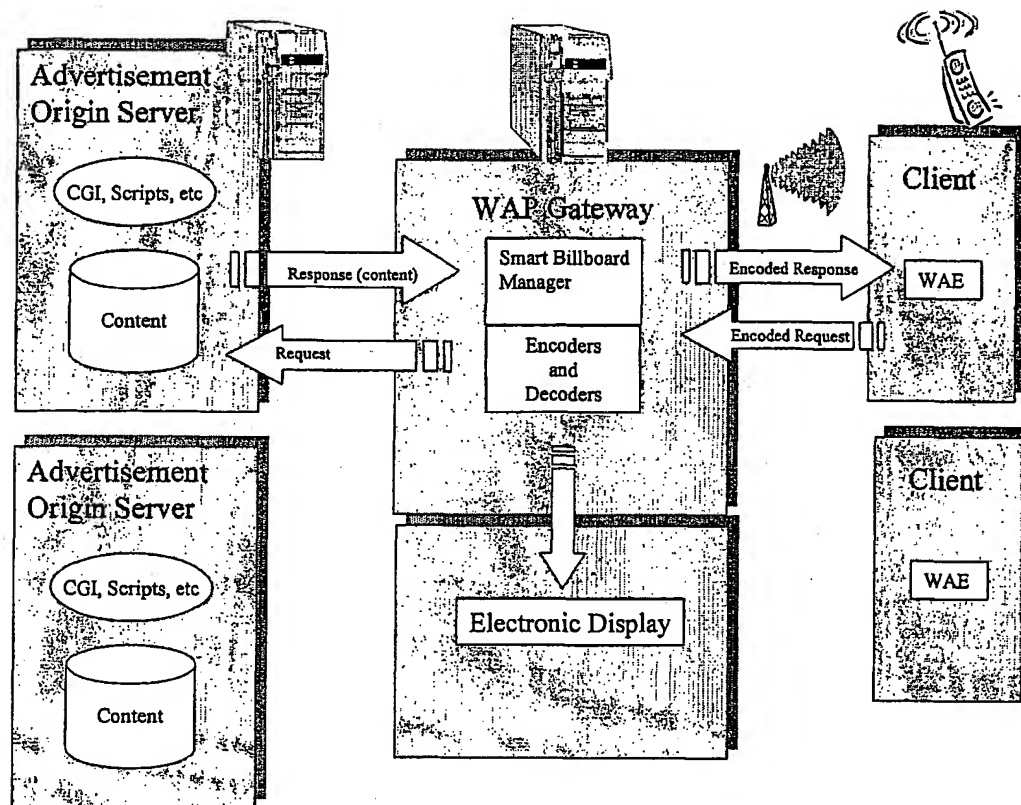 Advertisement
Origin Server
CGI, Scripts, etc
Content
Response (content)
Request
WAP Gateway
Smart Billboard
Manager
Encoders
and
Decoders
Encoded Response
Encoded Request
Client
WAE
Advertisement
Origin Server
CGI, Scripts, etc
Content
Electronic Display
Client
WAE